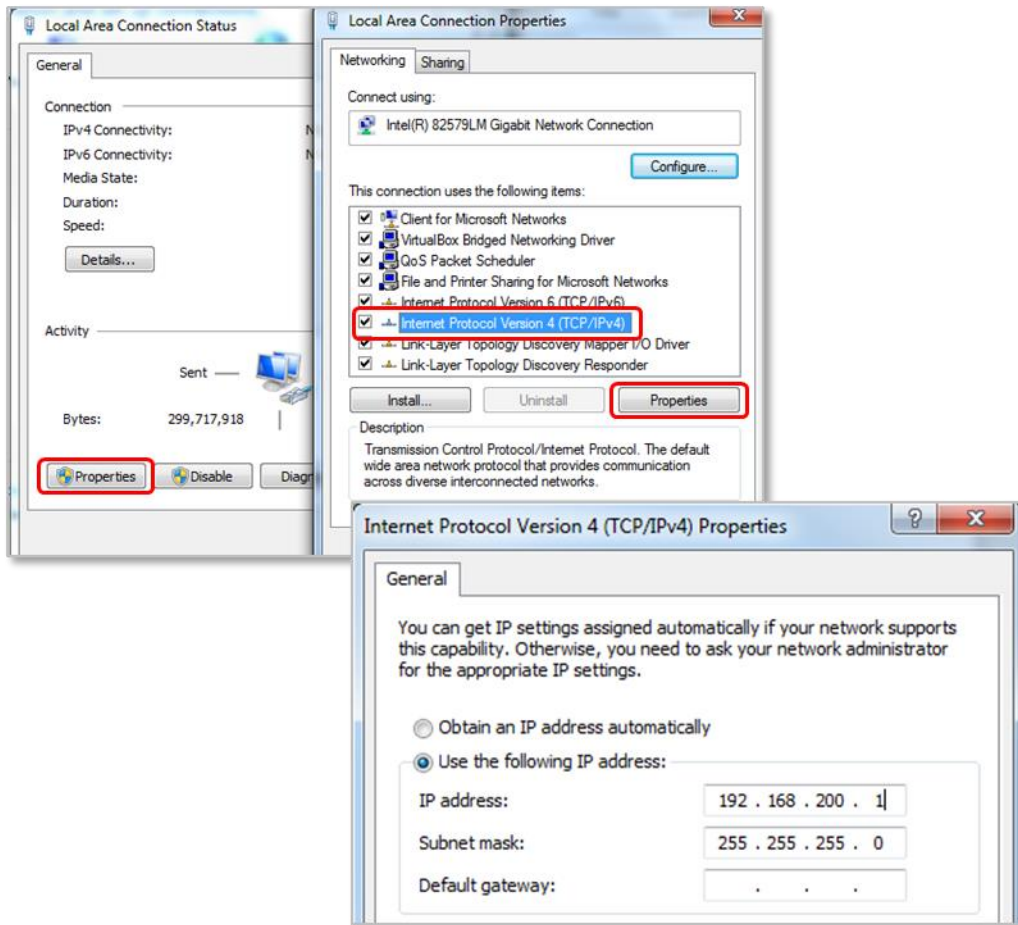 Local Area Connection Status
General
Connection
IPv4 Connectivity:
IPv6 Connectivity:
Media State:
Duration:
Speed:
Details...
Activity
Sent
Bytes: 299,717,918
Properties
Disable
Local Area Connection Properties
Networking
Sharing
Connect using:
Intel(R) 82579LM Gigabit Network Connection
Configure...
This connection uses the following items:
Client for Microsoft Networks
VirtualBox Bridged Networking Driver
QoS Packet Scheduler
File and Printer Sharing for Microsoft Networks
Internet Protocol Version 6 (TCP/IPv6)
Internet Protocol Version 4 (TCP/IPv4)
Link-Layer Topology Discovery Mapper I/O Driver
Link-Layer Topology Discovery Responder
Install...
Uninstall
Properties
Description
Transmission Control Protocol/Internet Protocol. The default
wide area network protocol that provides communication
across diverse interconnected networks.
Internet Protocol Version 4 (TCP/IPv4) Properties
General
You can get IP settings assigned automatically if your network supports
this capability. Otherwise, you need to ask your network administrator
for the appropriate IP settings.
Obtain an IP address automatically
Use the following IP address:
IP address: 192 . 168 . 200 . 1
Subnet mask: 255 . 255 . 255 . 0
Default gateway: . . .